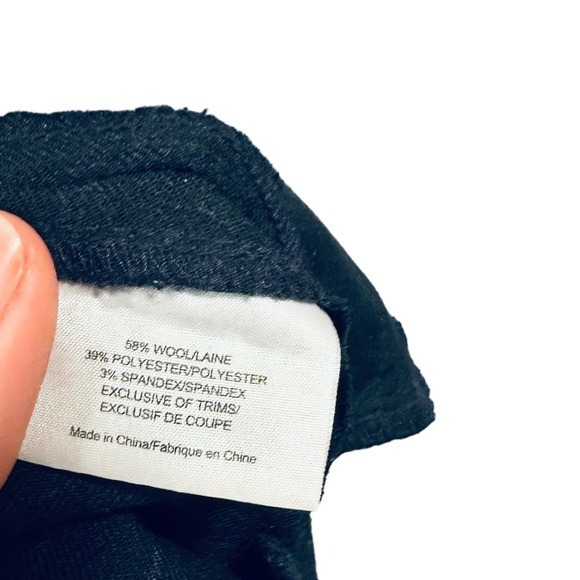 58% WOOL/LAINE
39% POLYESTER/POLYESTER
3% SPANDEX/SPANDEX
EXCLUSIVE OF TRIMS/
EXCLUSIF DE COUPE
Made in China/Fabrique en Chine